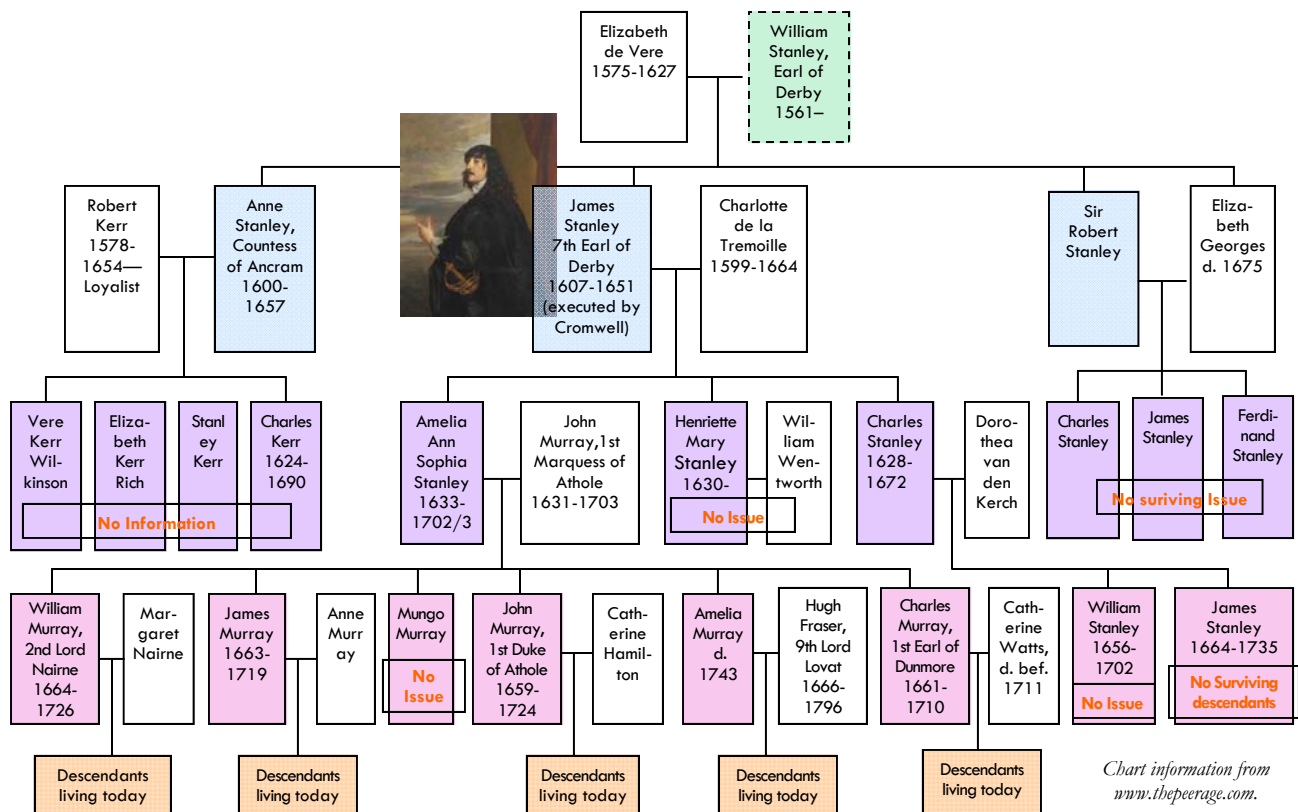 Elizabeth
de Vere
1575-1627
William
Stanley,
Earl of
Derby
1561–
Robert
Kerr
1578-
1654—
Loyalist
Anne
Stanley,
Countess
of Ancram
1600-
1657
James
Stanley
7th Earl of
Derby
1607-1651
(executed by
Cromwell)
Charlotte
de la
Tremoille
1599-1664
Sir
Robert
Stanley
Eliza-
beth
Georges
d. 1675
Vere
Kerr
Wil-
kinson
Eliza-
beth
Kerr
Rich
Stanl
ey
Kerr
Charles
Kerr
1624-
1690
No Information
Amelia
Ann
Sophia
Stanley
1633-
1702/3
John
Murray,1st
Marquess of
Athole
1631-1703
Henriette
Mary
Stanley
1630-
Wil-
liam
Wen-
tworth
No Issue
Charles
Stanley
1628-
1672
Doro-
thea
van
den
Kerch
Charles
Stanley
James
Stanley
Ferdi-
nand
Stanley
No suriving Issue
William
Murray,
2nd Lord
Nairne
1664-
1726
Mar-
garet
Nairne
James
Murray
1663-
1719
Anne
Murr
ay
Mungo
Murray
No
Issue
John
Murray,
1st Duke
of Athole
1659-
1724
Cath-
erine
Hamil-
ton
Amelia
Murray
d.
1743
Hugh
Fraser,
9th Lord
Lovat
1666-
1796
Charles
Murray,
1st Earl of
Dunmore
1661-
1710
Cath-
erine
Watts,
d. bef.
1711
William
Stanley
1656-
1702
No Issue
James
Stanley
1664-1735
No Surviving
descendants
Descendants
living today
Descendants
living today
Descendants
living today
Descendants
living today
Descendants
living today
Chart information from
www.thepeerage.com.